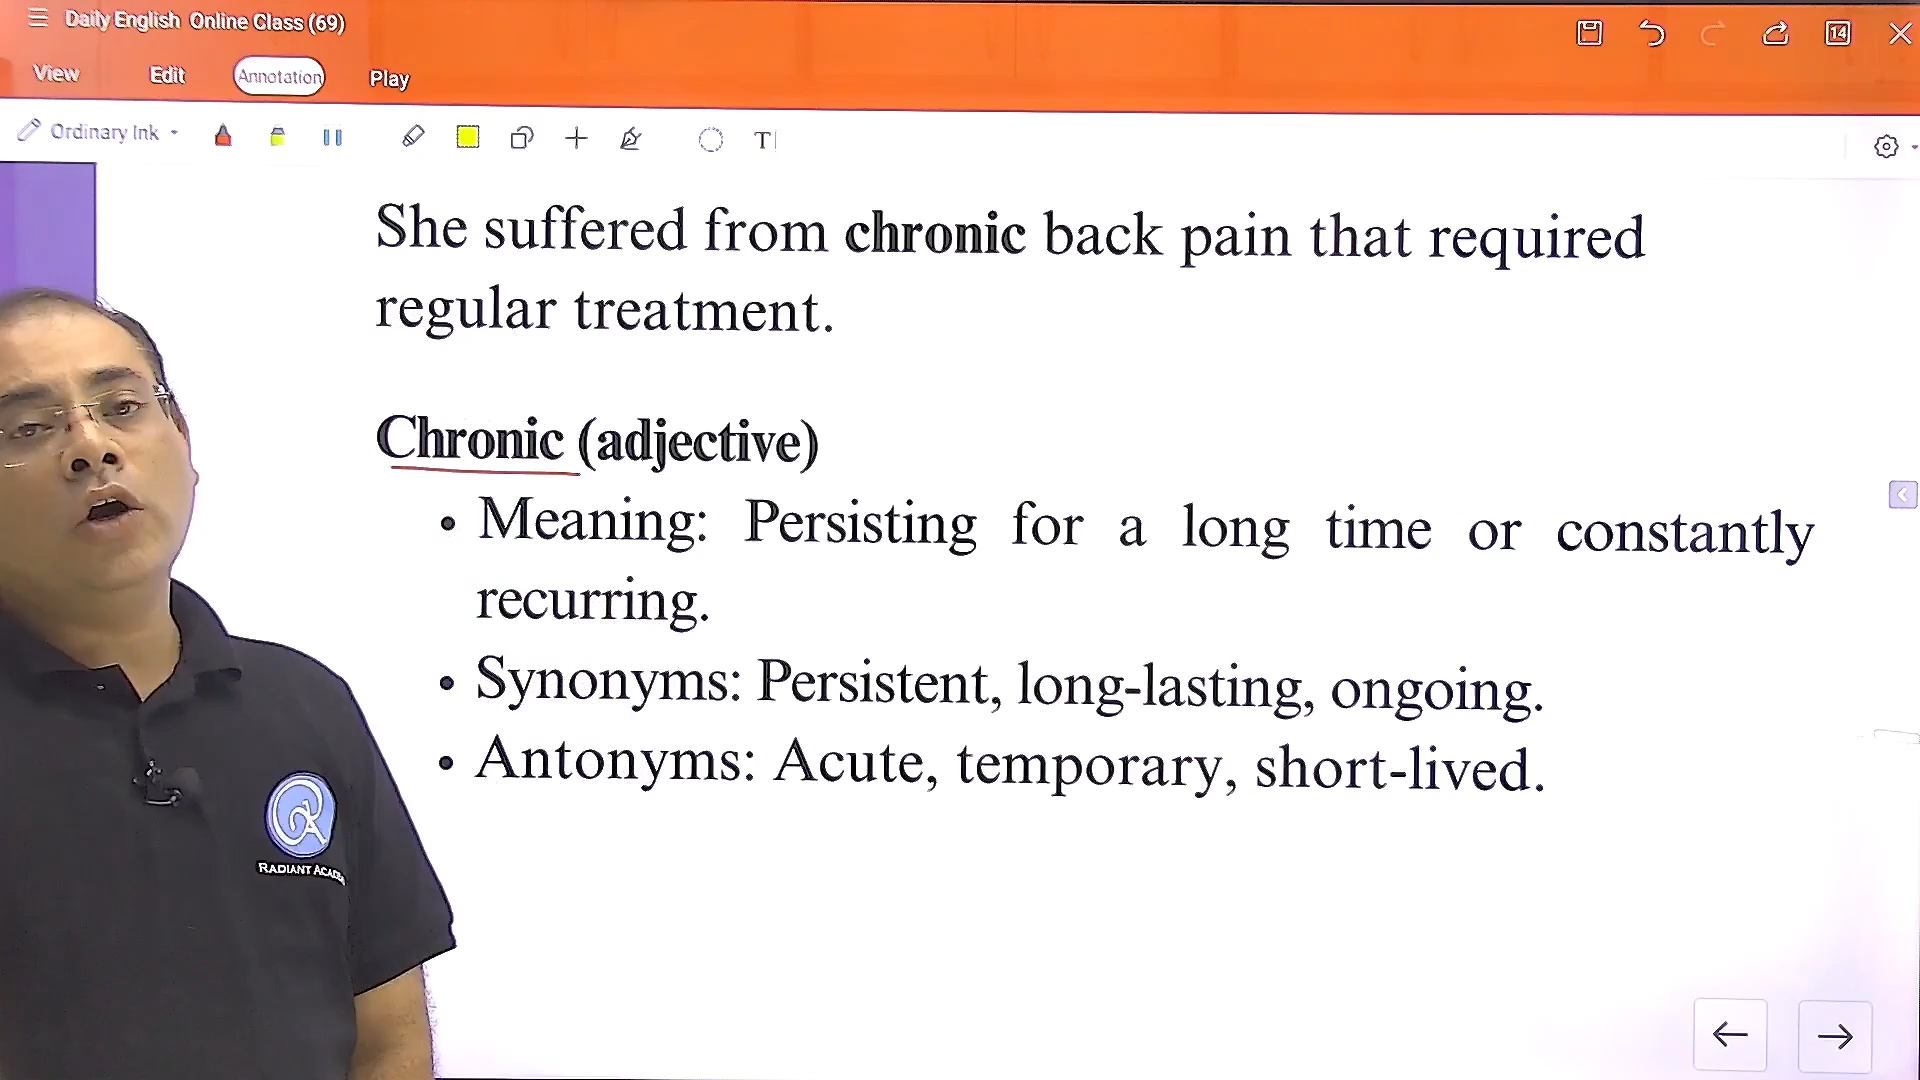 Daily English Online Class (69)
14
View Edit Annotation Play
Ordinary Ink
T
She suffered from chronic back pain that required
regular treatment.
Chronic (adjective)
• Meaning: Persisting for a long time or constantly
recurring.
• Synonyms: Persistent, long-lasting, ongoing.
• Antonyms: Acute, temporary, short-lived.
RADIANT